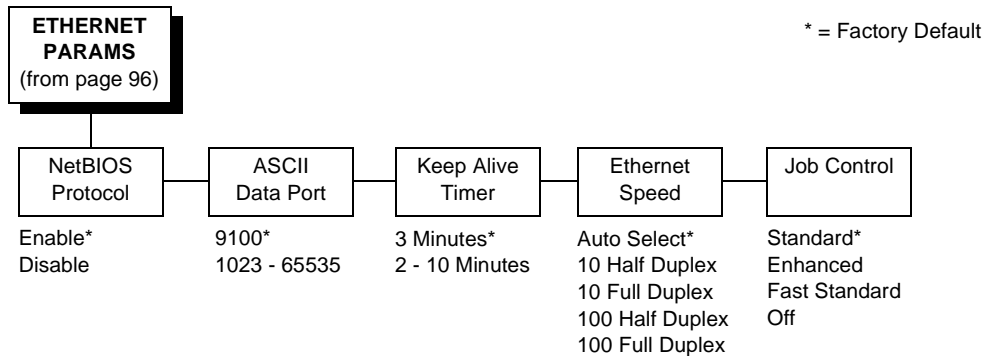 ETHERNET
PARAMS
(from page 96)
* = Factory Default
NetBIOS
Protocol
Enable*
Disable
ASCII
Data Port
9100*
1023 - 65535
Keep Alive
Timer
3 Minutes*
2 - 10 Minutes
Ethernet
Speed
Auto Select*
10 Half Duplex
10 Full Duplex
100 Half Duplex
100 Full Duplex
Job Control
Standard*
Enhanced
Fast Standard
Off